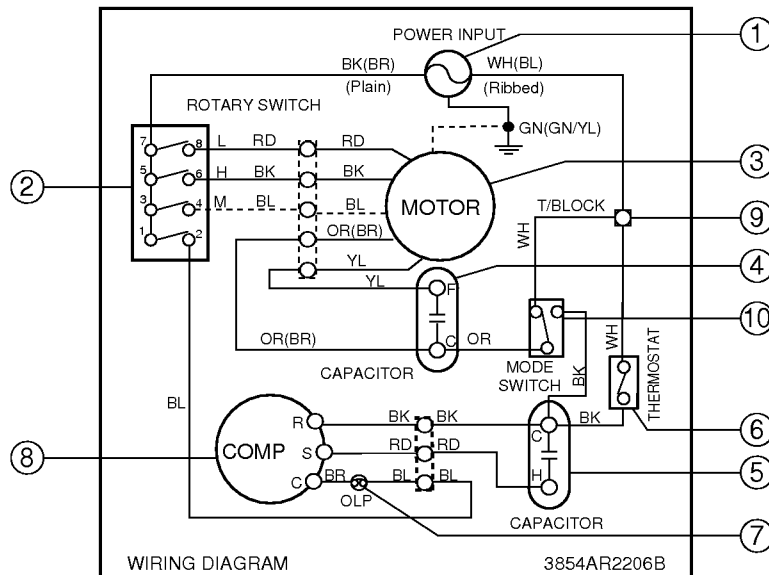 POWER INPUT
1
BK(BR)
WH(BL)
(Plain)
(Ribbed)
ROTARY SWITCH
GN(GN/YL)
7
8
L
RD
RD
5
6
H
BK
BK
3
4
M
BL
BL
1
2
OR(BR)
YL
YL
MOTOR
2
3
T/BLOCK
9
WH
4
F
C
OR
OR(BR)
CAPACITOR
10
MODE
SWITCH
BK
WH
THERMOSTAT
BL
COMP
R
BK
BK
C
BK
6
8
S
RD
RD
5
C
BR
BL
BL
H
OLP
CAPACITOR
7
WIRING DIAGRAM
3854AR2206B